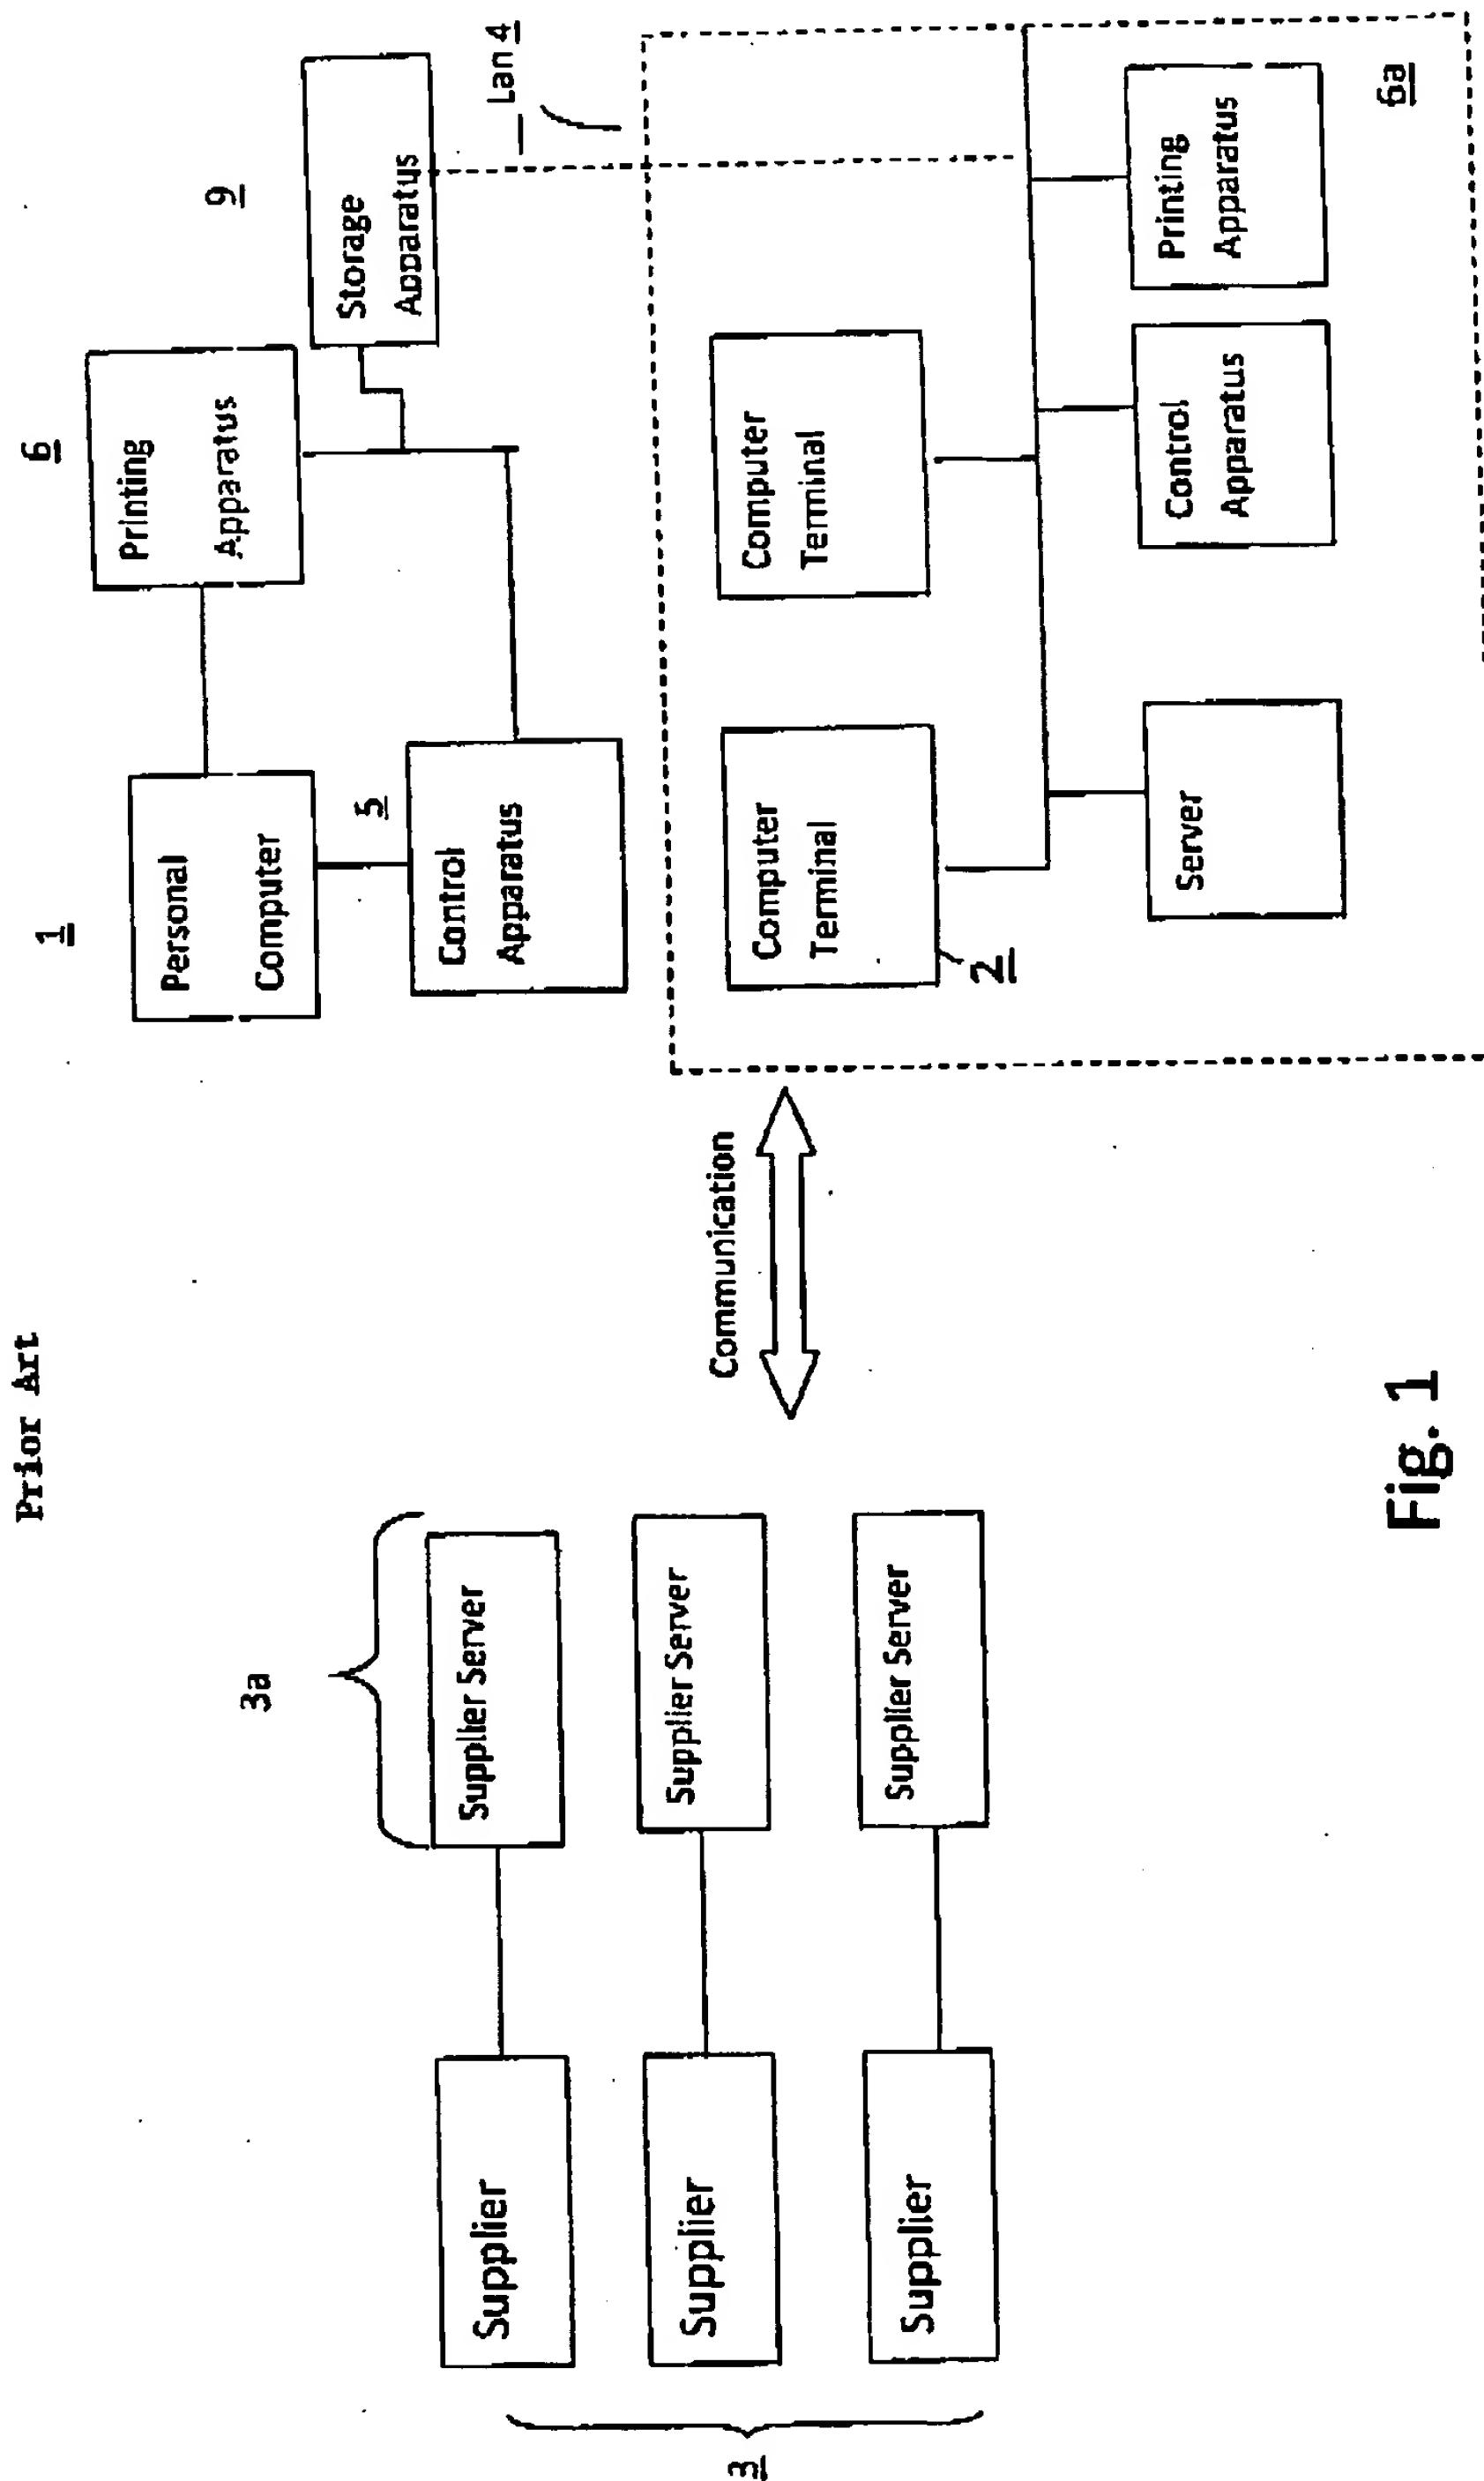 Prior Art
1
6
9
Personal
Computer
Printing
Apparatus
Storage
Apparatus
5
Control
Apparatus
Lan 4
3a
Supplier
Supplier Server
Supplier
Supplier Server
Supplier
Supplier Server
3
Communication
Computer
Terminal
2
Computer
Terminal
Server
Control
Apparatus
Printing
Apparatus
6a
Fig. 1